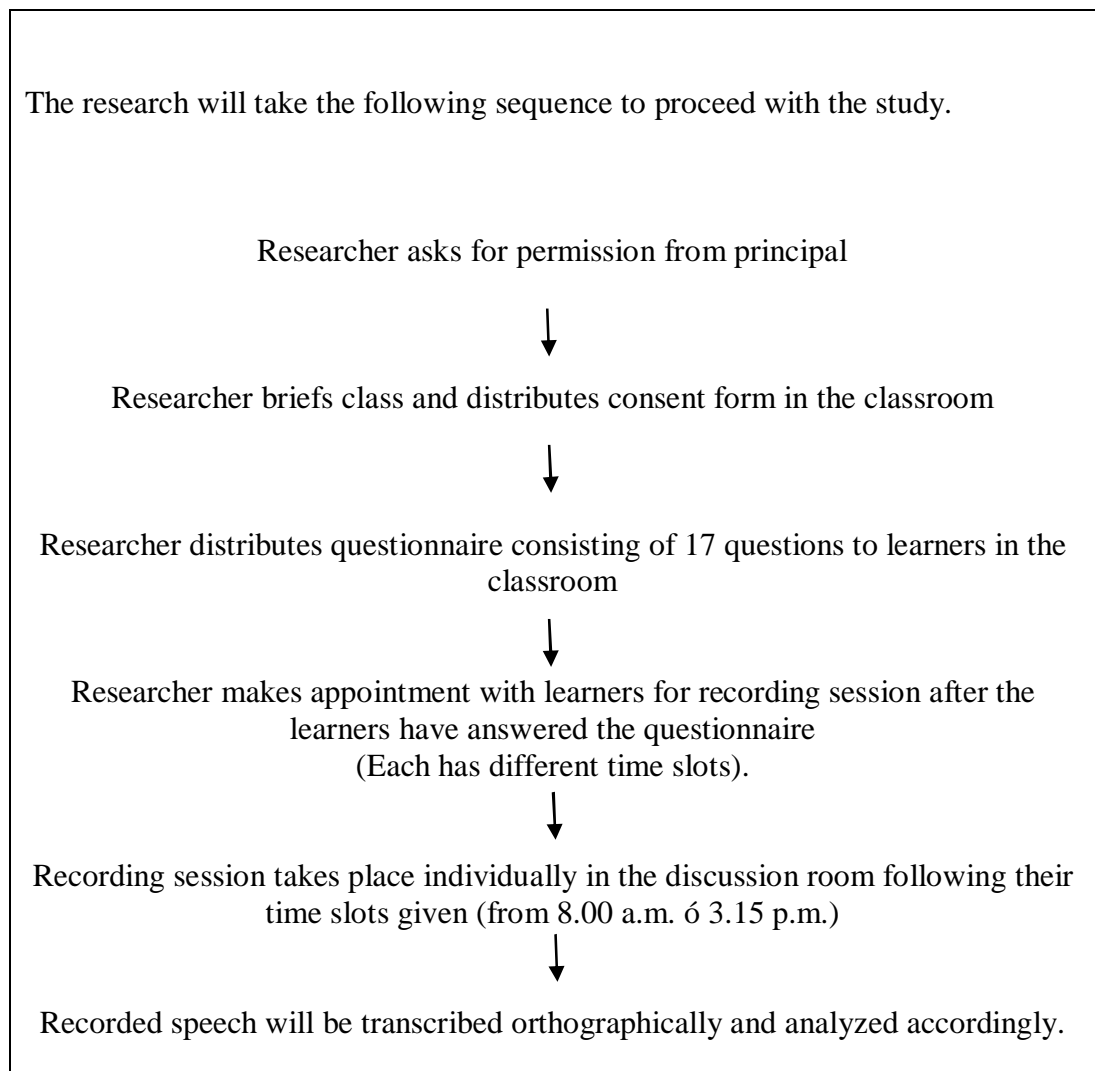 The research will take the following sequence to proceed with the study.
Researcher asks for permission from principal
Researcher briefs class and distributes consent form in the classroom
Researcher distributes questionnaire consisting of 17 questions to learners in the
classroom
Researcher makes appointment with learners for recording session after the
learners have answered the questionnaire
(Each has different time slots).
Recording session takes place individually in the discussion room following their
time slots given (from 8.00 a.m. ó 3.15 p.m.)
Recorded speech will be transcribed orthographically and analyzed accordingly.